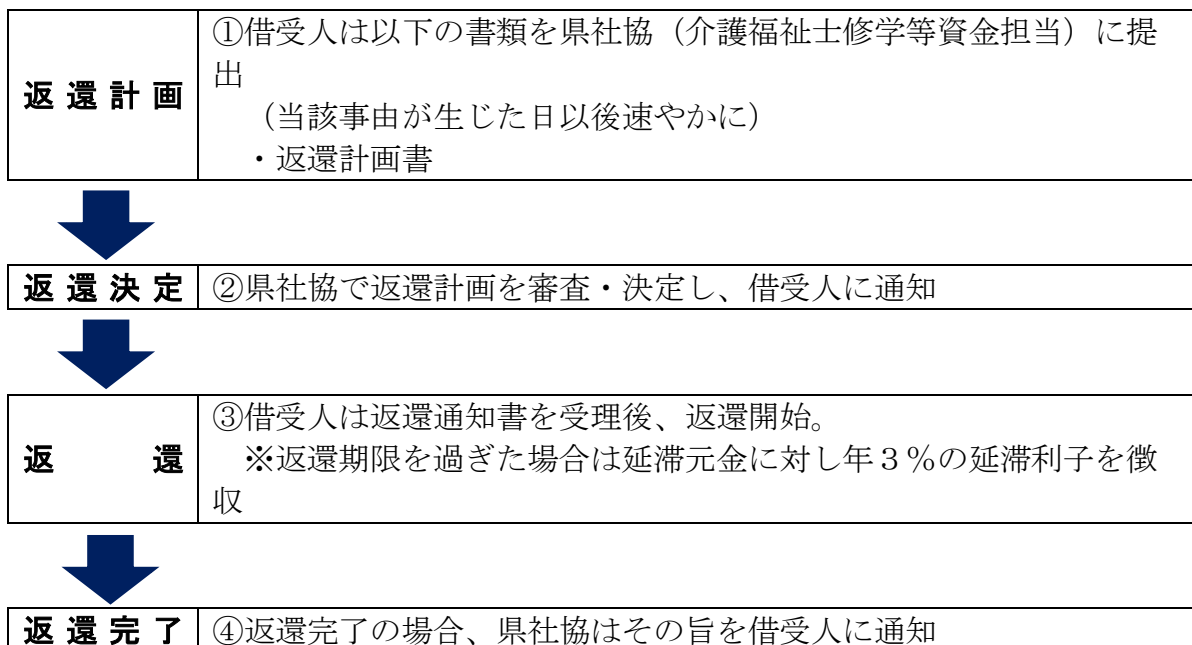 返還計画
①借受人は以下の書類を県社協（介護福祉士修学等資金担当）に提
出
（当該事由が生じた日以後速やかに）
・返還計画書
返還決定
②県社協で返還計画を審査・決定し、借受人に通知
返還
③借受人は返還通知書を受理後、返還開始。
※返還期限を過ぎた場合は延滞元金に対し年３％の延滞利子を徴
収
返還完了
④返還完了の場合、県社協はその旨を借受人に通知